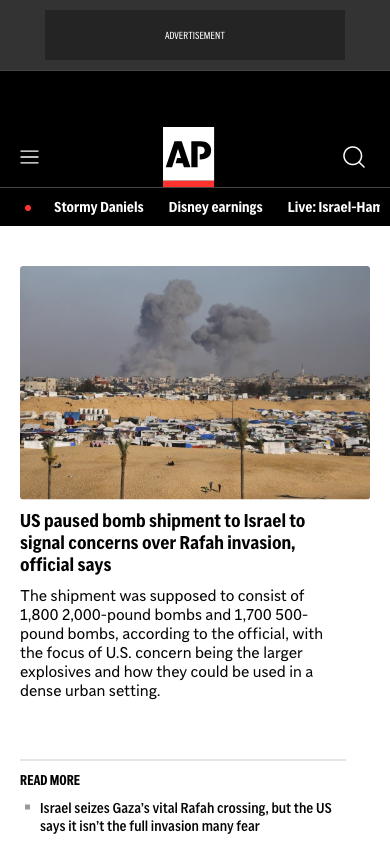 ADVERTISEMENT
AP
Stormy Daniels Disney earnings Live: Israel-Ham
US paused bomb shipment to Israel to
signal concerns over Rafah invasion,
official says
The shipment was supposed to consist of
1,800 2,000-pound bombs and 1,700 500-
pound bombs, according to the official, with
the focus of U.S. concern being the larger
explosives and how they could be used in a
dense urban setting.
READ MORE
Israel seizes Gaza’s vital Rafah crossing, but the US
says it isn’t the full invasion many fear